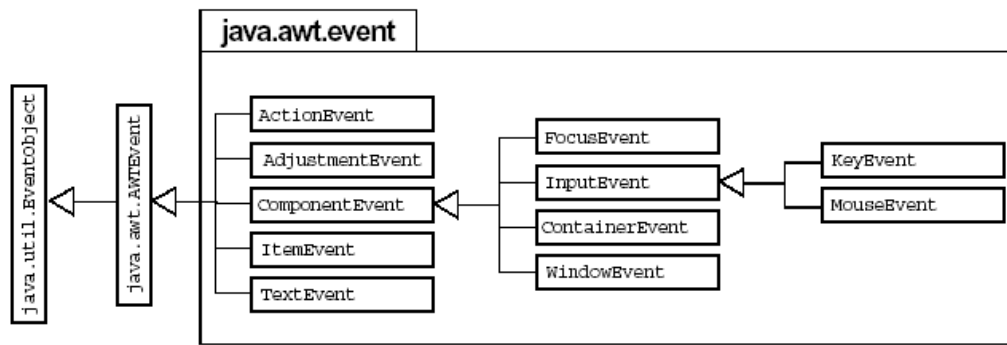 java.awt.event
java.util.EventObject
java.awt.AWTEvent
ActionEvent
AdjustmentEvent
ComponentEvent
ItemEvent
TextEvent
FocusEvent
InputEvent
ContainerEvent
WindowEvent
KeyEvent
MouseEvent